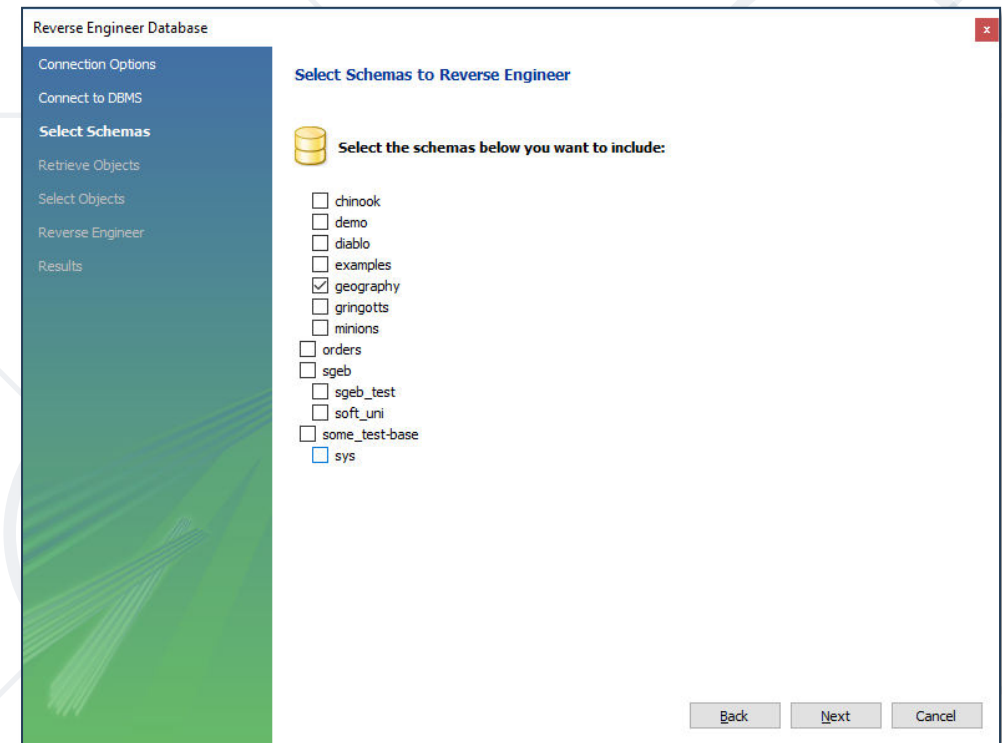 Reverse Engineer Database
x
Connection Options
Connect to DBMS
Select Schemas
Retrieve Objects
Select Objects
Reverse Engineer
Results
Select Schemas to Reverse Engineer
Select the schemas below you want to include:
chinook
demo
diablo
examples
geography
gringotts
minions
orders
sgeb
sgeb_test
soft_uni
some_test-base
sys
Back Next Cancel